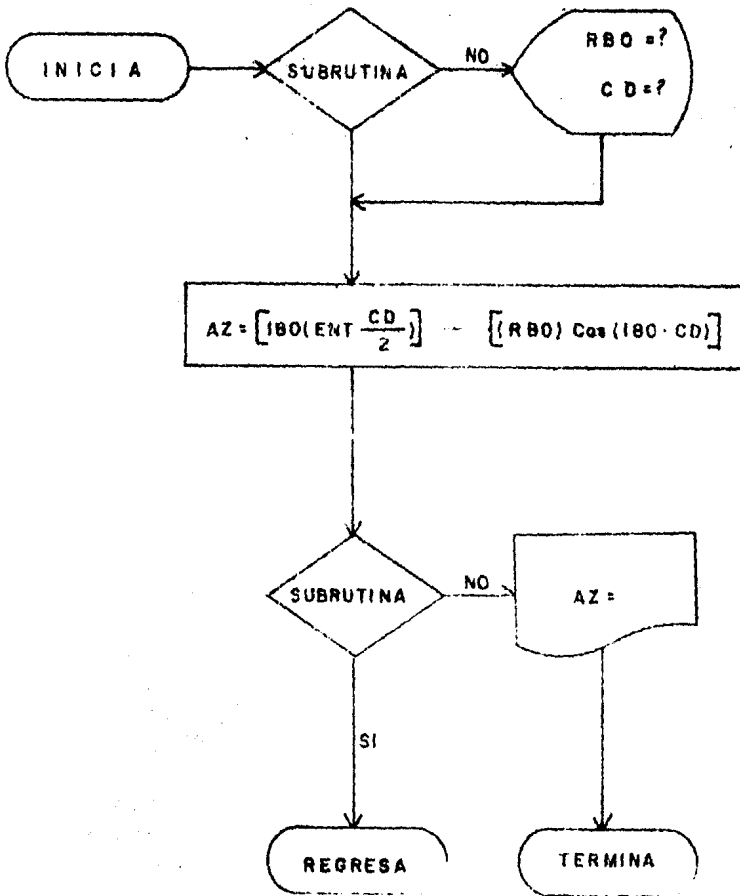 INICIA
SUBRUTINA
NO
RBO =?
CD=?
AZ = [180(ENT CD/2)] - [(RBO) Cos (180·CD)]
SUBRUTINA
NO
AZ =
SI
REGRESA
TERMINA